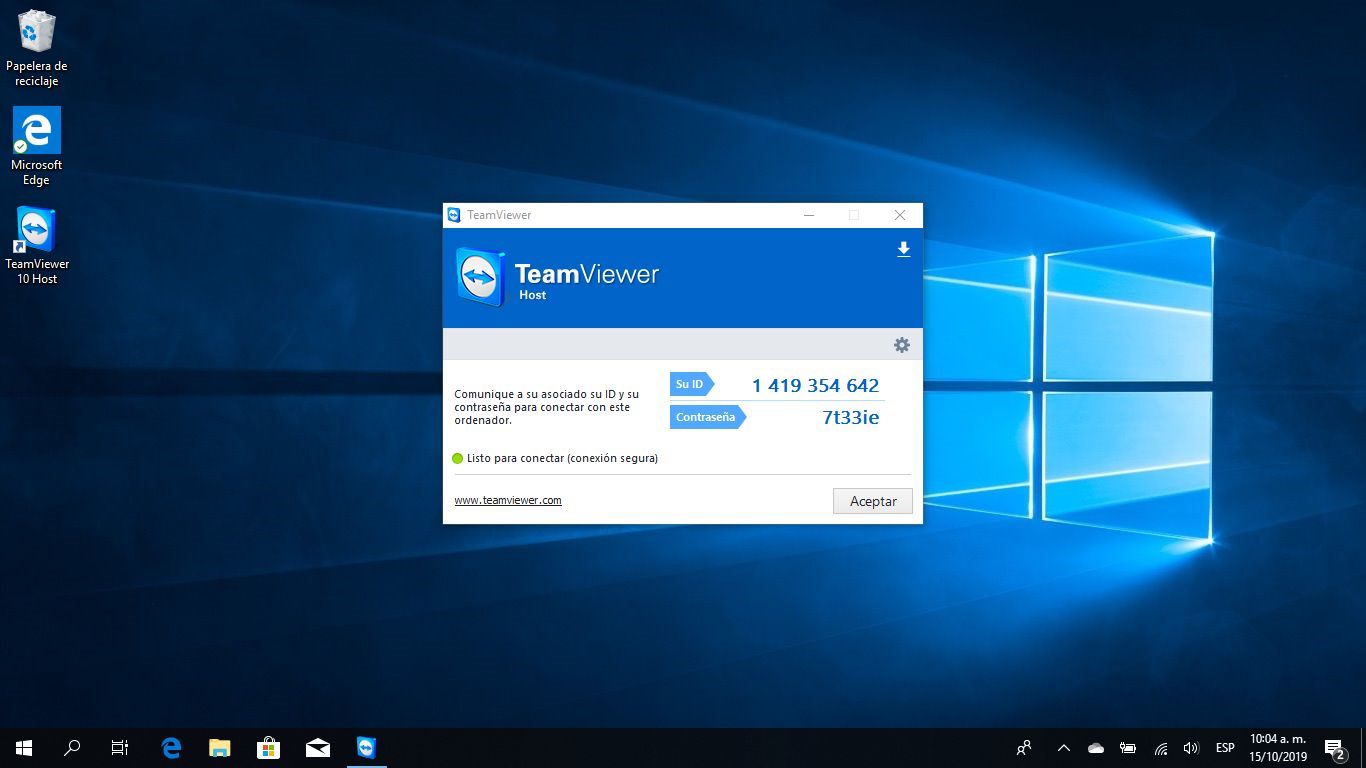 Papelera de
reciclaje
Microsoft
Edge
TeamViewer
10 Host
TeamViewer
TeamViewer
Host
Comunique a su asociado su ID y su
contraseña para conectar con este
ordenador.
Su ID
1 419 354 642
Contraseña
7t33ie
Listo para conectar (conexión segura)
www.teamviewer.com
Aceptar
ESP
10:04 a. m.
15/10/2019
2